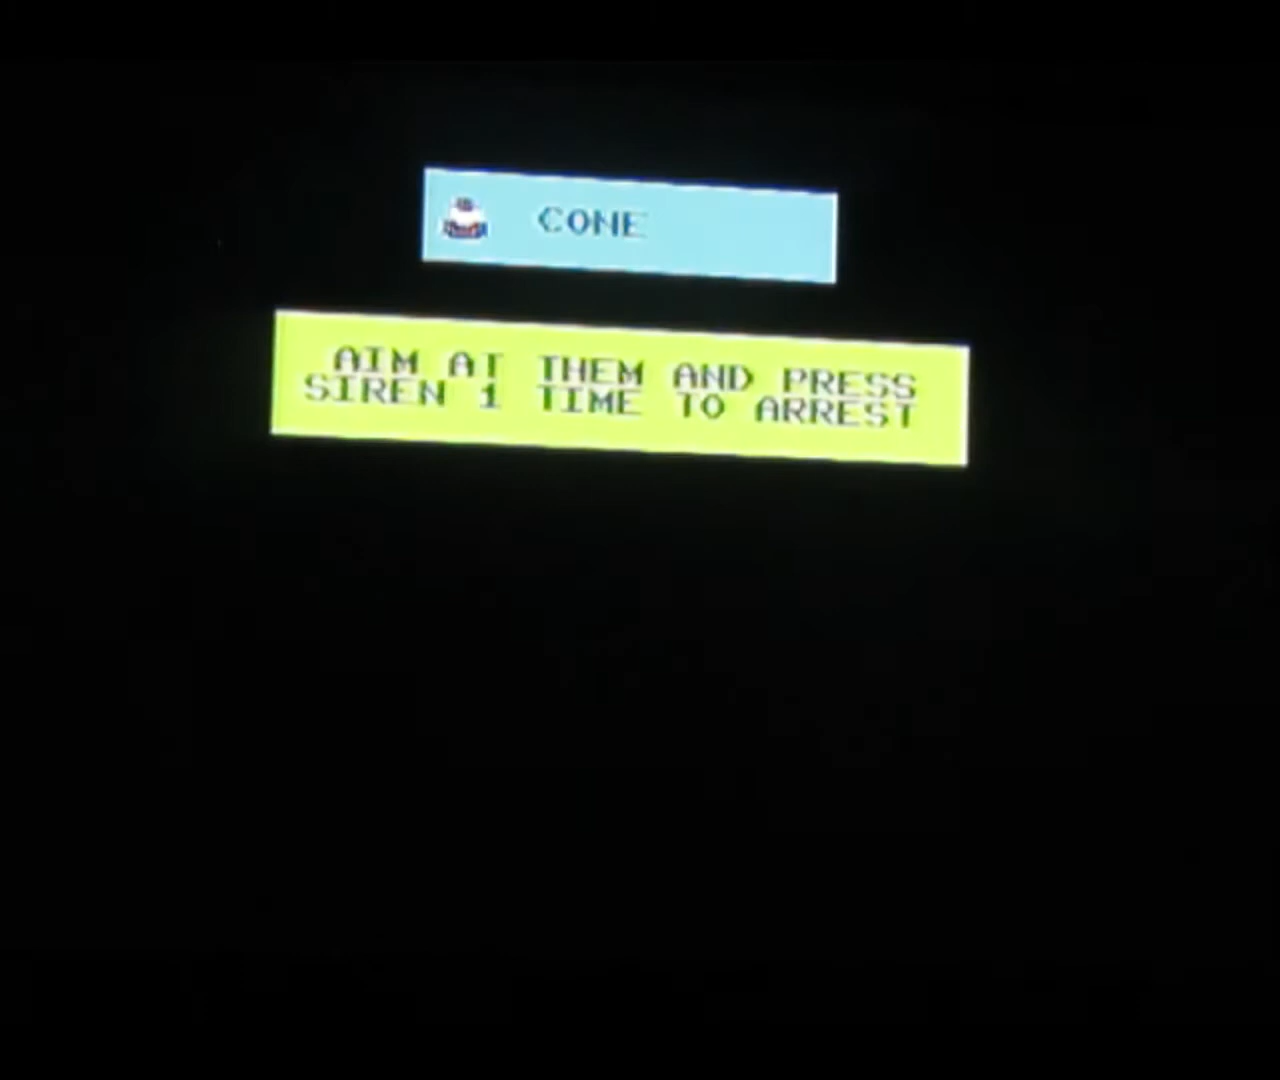 CONE
AIM AT THEM AND PRESS
SIREN 1 TIME TO ARREST